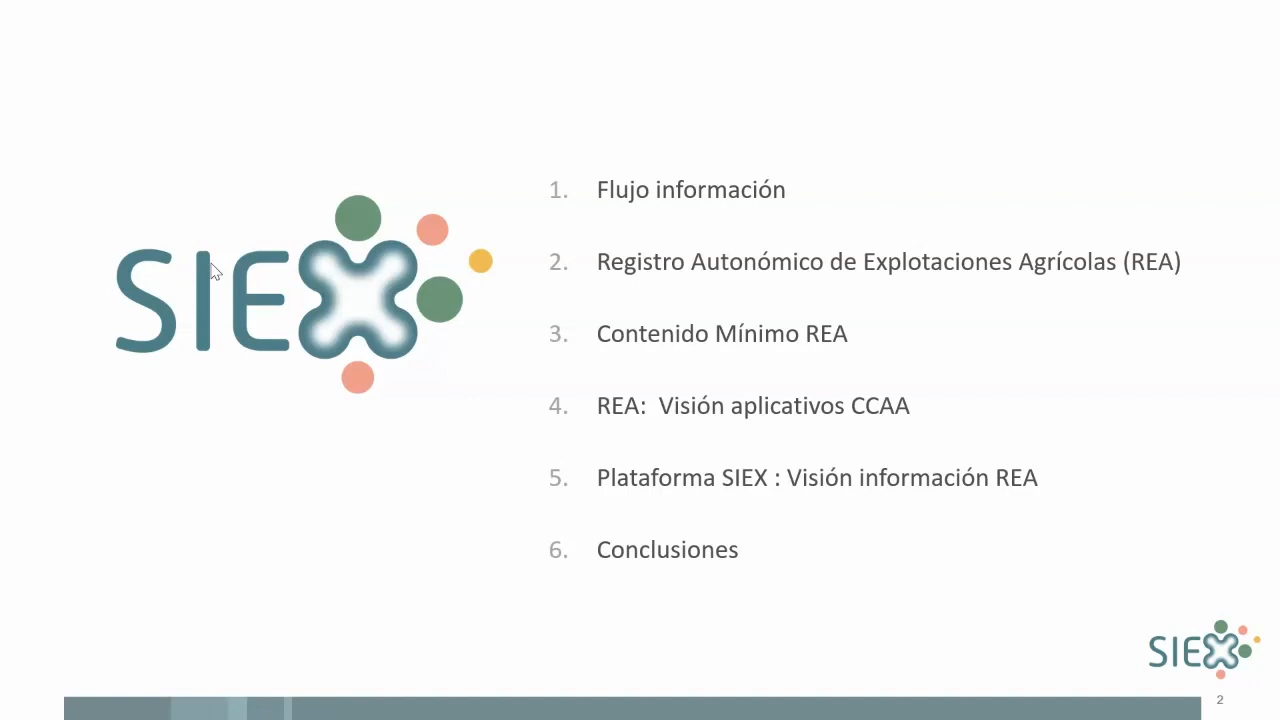 SIEX
1. Flujo información
2. Registro Autonómico de Explotaciones Agrícolas (REA)
3. Contenido Mínimo REA
4. REA:  Visión aplicativos CCAA
5. Plataforma SIEX : Visión información REA
6. Conclusiones
SIEX
2